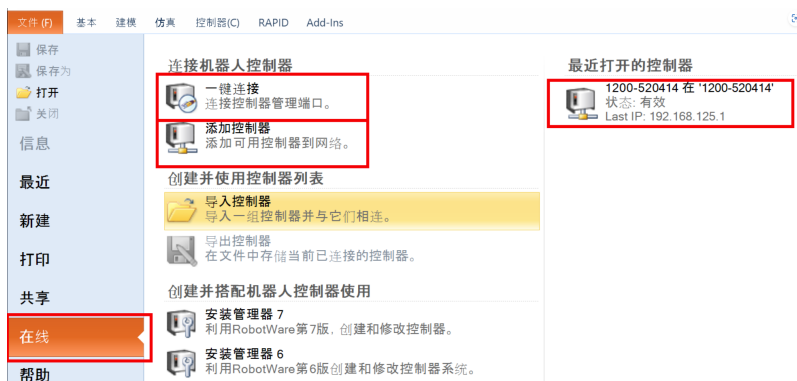 文件(F) 基本 建模 仿真 控制器(C) RAPID Add-Ins
保存
保存为
打开
关闭
信息
最近
新建
打印
共享
在线
帮助
连接机器人控制器
一键连接
连接控制器管理端口。
添加控制器
添加可用控制器到网络。
创建并使用控制器列表
导入控制器
导入一组控制器并与它们相连。
导出控制器
在文件中存储当前已连接的控制器。
创建并搭配机器人控制器使用
安装管理器 7
利用RobotWare第7版, 创建和修改控制器。
安装管理器 6
利用RobotWare第6版创建和修改控制器系统。
最近打开的控制器
1200-520414 在 '1200-520414'
状态: 有效
Last IP: 192.168.125.1